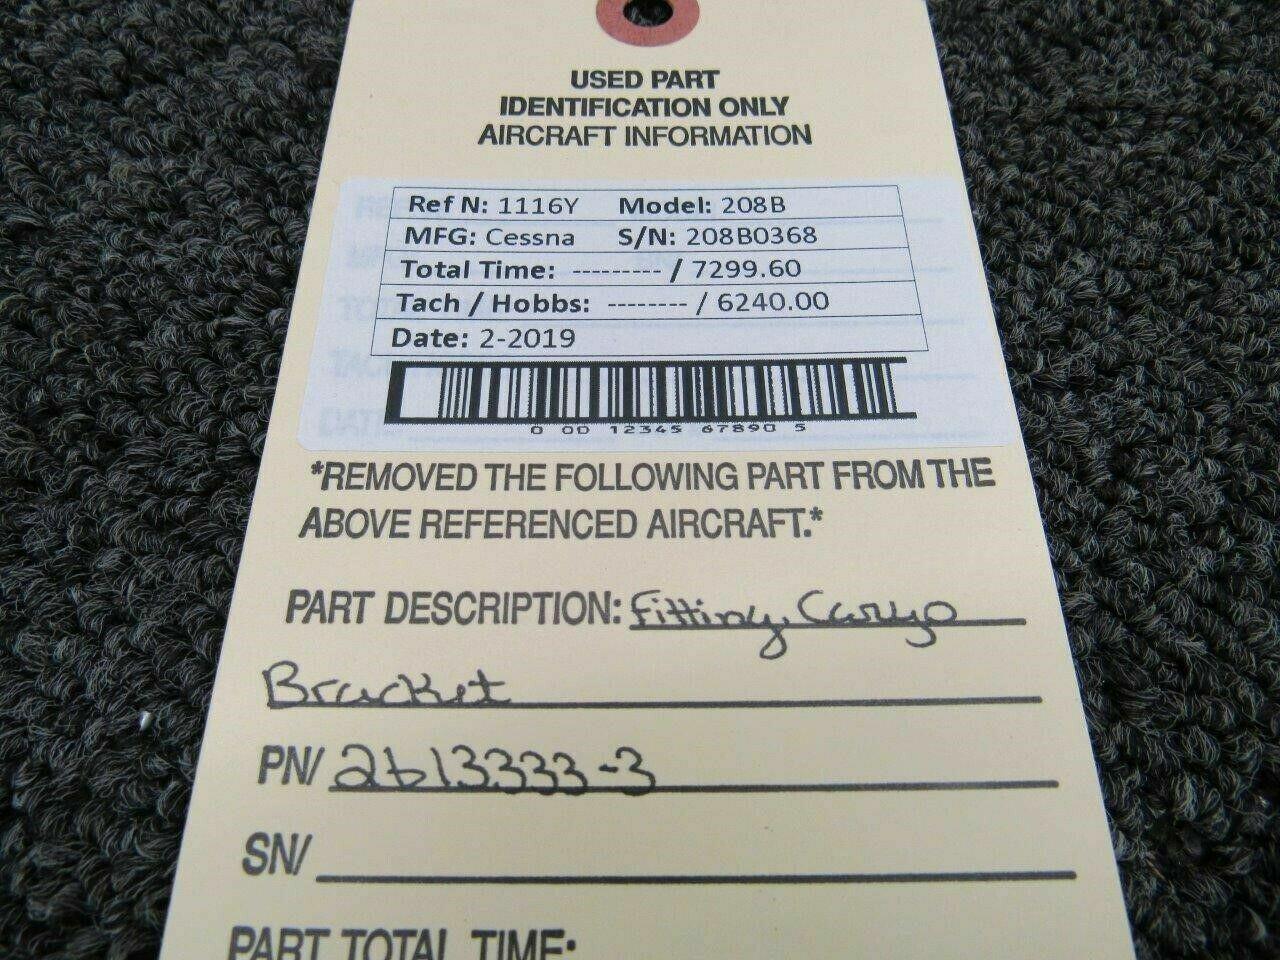 USED PART
IDENTIFICATION ONLY
AIRCRAFT INFORMATION
Ref N: 1116Y Model: 208B
MFG: Cessna S/N: 208B0368
Total Time: --------- / 7299.60
Tach / Hobbs: -------- / 6240.00
Date: 2-2019
0 00 12345 67890 5
*REMOVED THE FOLLOWING PART FROM THE
ABOVE REFERENCED AIRCRAFT.*
PART DESCRIPTION: Fitting, Cargo
Bracket
PN/ 2613333-3
SN/
PART TOTAL TIME: